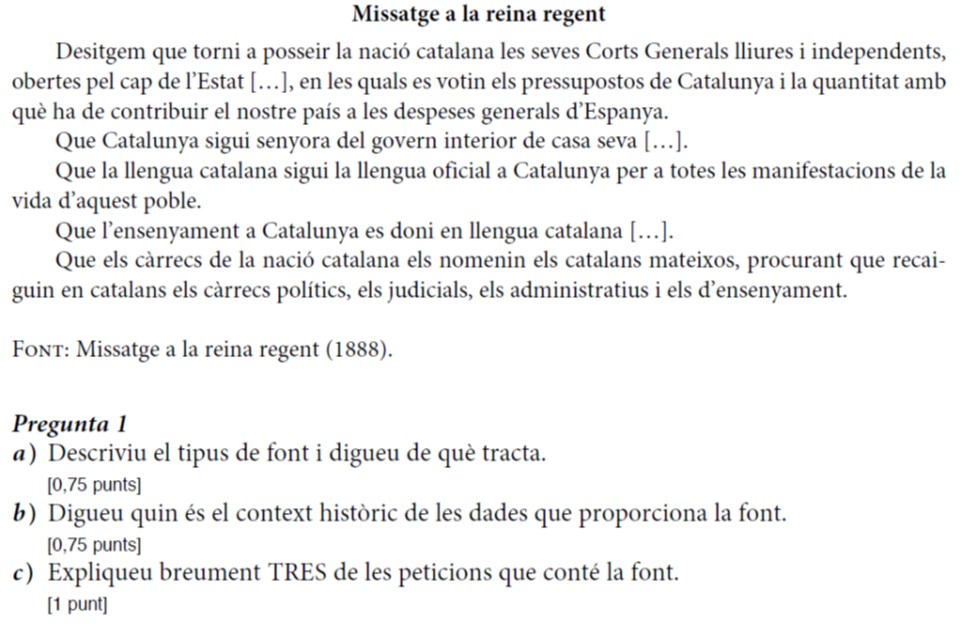 Missatge a la reina regent
Desitgem que torni a posseir la nació catalana les seves Corts Generals lliures i independents,
obertes pel cap de l’Estat […], en les quals es votin els pressupostos de Catalunya i la quantitat amb
què ha de contribuir el nostre país a les despeses generals d’Espanya.
Que Catalunya sigui senyora del govern interior de casa seva […].
Que la llengua catalana sigui la llengua oficial a Catalunya per a totes les manifestacions de la
vida d’aquest poble.
Que l’ensenyament a Catalunya es doni en llengua catalana […].
Que els càrrecs de la nació catalana els nomenin els catalans mateixos, procurant que recai-
guin en catalans els càrrecs polítics, els judicials, els administratius i els d’ensenyament.
FONT: Missatge a la reina regent (1888).
Pregunta 1
a) Descriviu el tipus de font i digueu de què tracta.
[0,75 punts]
b) Digueu quin és el context històric de les dades que proporciona la font.
[0,75 punts]
c) Expliqueu breument TRES de les peticions que conté la font.
[1 punt]